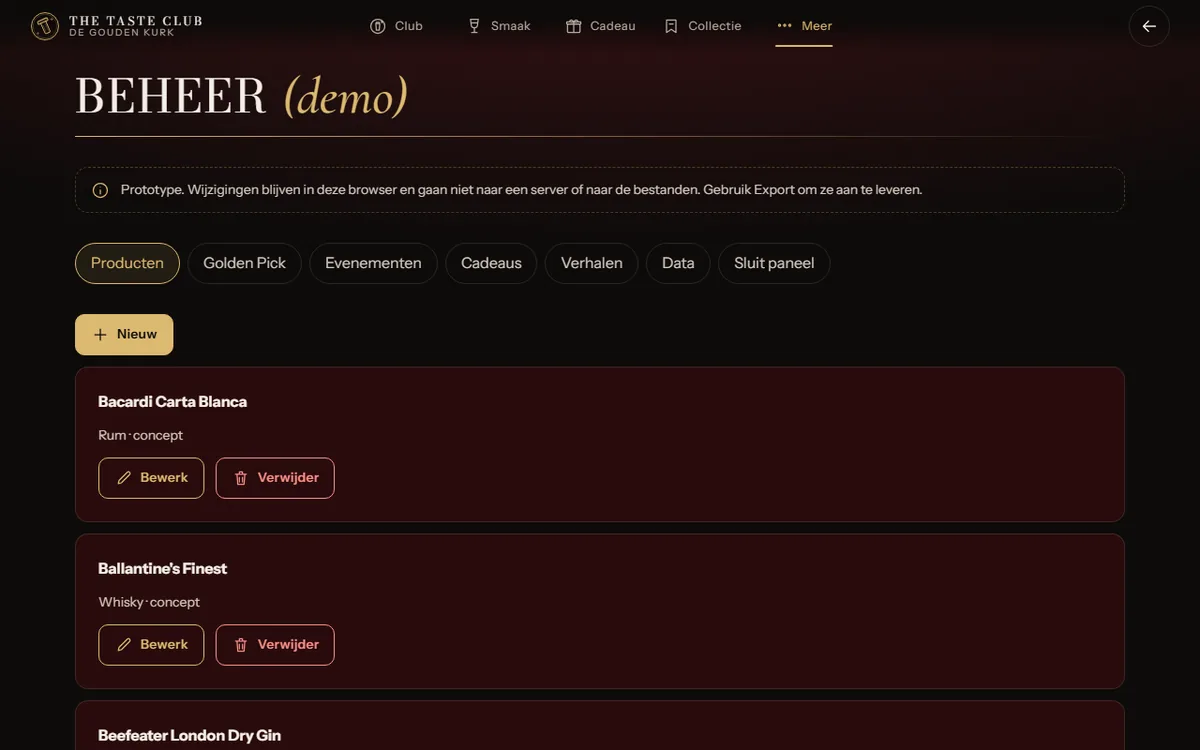 THE TASTE CLUB
DE GOUDEN KURK
Club
Smaak
Cadeau
Collectie
Meer
BEHEER (demo)
Prototype. Wijzigingen blijven in deze browser en gaan niet naar een server of naar de bestanden. Gebruik Export om ze aan te leveren.
Producten
Golden Pick
Evenementen
Cadeaus
Verhalen
Data
Sluit paneel
Nieuw
Bacardi Carta Blanca
Rum · concept
Bewerk
Verwijder
Ballantine's Finest
Whisky · concept
Bewerk
Verwijder
Beefeater London Dry Gin